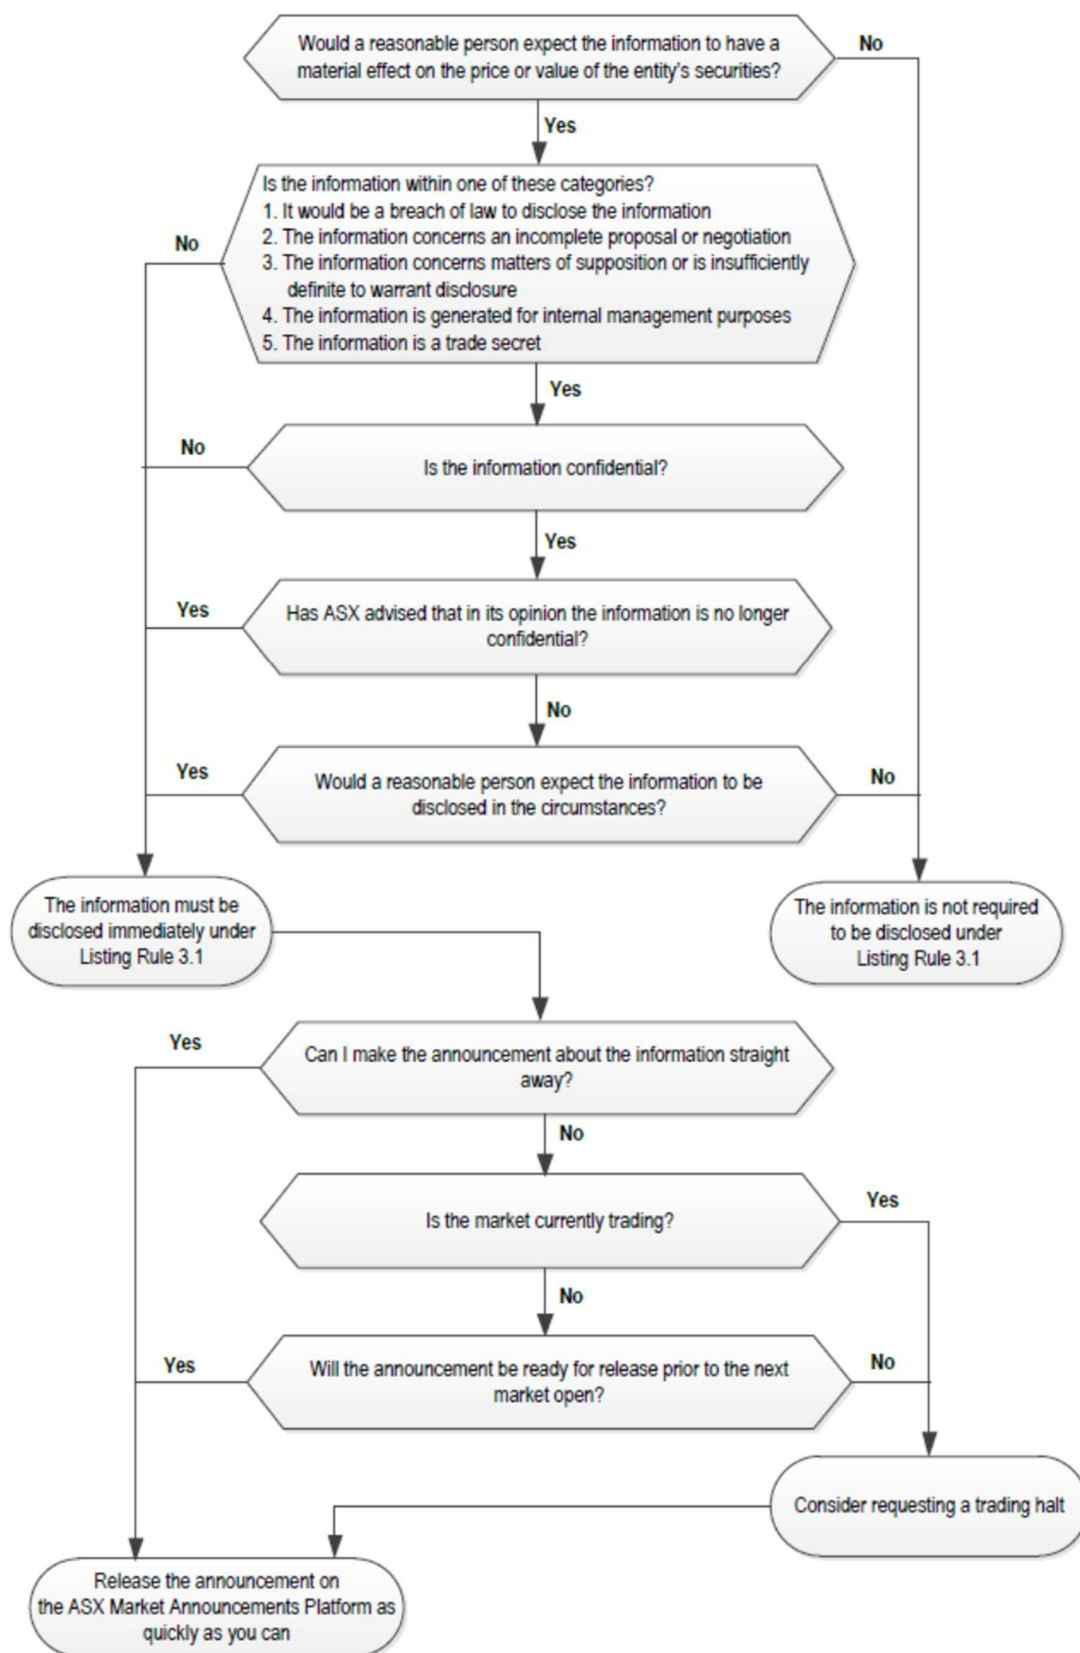 Would a reasonable person expect the information to have a
material effect on the price or value of the entity's securities?
No
Yes
Is the information within one of these categories?
1. It would be a breach of law to disclose the information
2. The information concerns an incomplete proposal or negotiation
3. The information concerns matters of supposition or is insufficiently
definite to warrant disclosure
4. The information is generated for internal management purposes
5. The information is a trade secret
No
Yes
No
Is the information confidential?
Yes
Yes
Has ASX advised that in its opinion the information is no longer
confidential?
No
Yes
Would a reasonable person expect the information to be
disclosed in the circumstances?
No
The information must be
disclosed immediately under
Listing Rule 3.1
The information is not required
to be disclosed under
Listing Rule 3.1
Yes
Can I make the announcement about the information straight
away?
No
Is the market currently trading?
Yes
No
Yes
Will the announcement be ready for release prior to the next
market open?
No
Consider requesting a trading halt
Release the announcement on
the ASX Market Announcements Platform as
quickly as you can